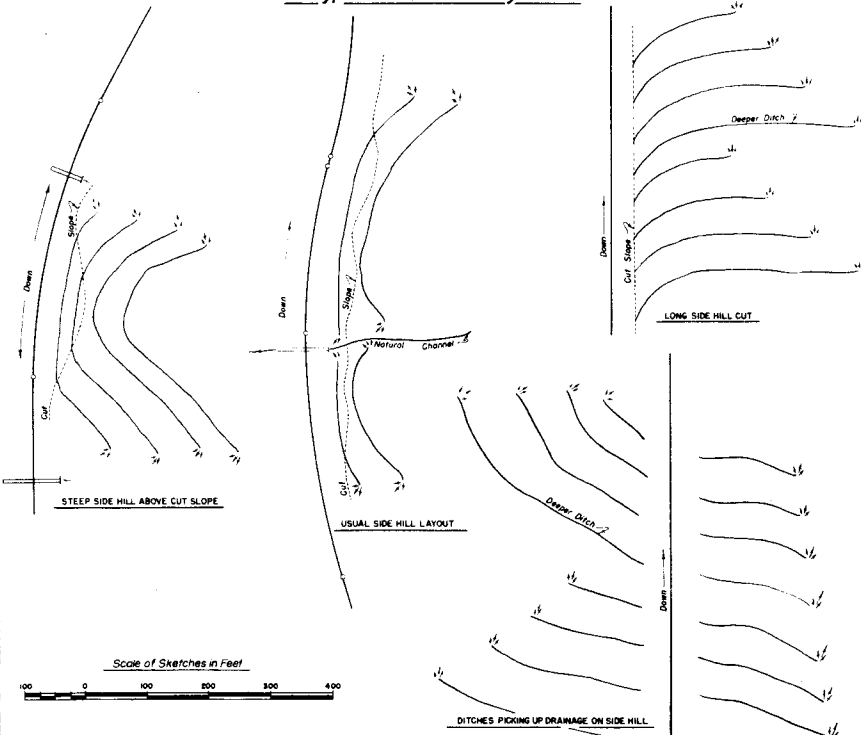 Slope
Down
Cut
STEEP SIDE HILL ABOVE CUT SLOPE
Down
Slope
Natural Channel
Cut
USUAL SIDE HILL LAYOUT
Deeper Ditch
Down
Cut Slope
LONG SIDE HILL CUT
Deeper Ditch
Down
DITCHES PICKING UP DRAINAGE ON SIDE HILL
Scale of Sketches in Feet
100 0 100 200 300 400